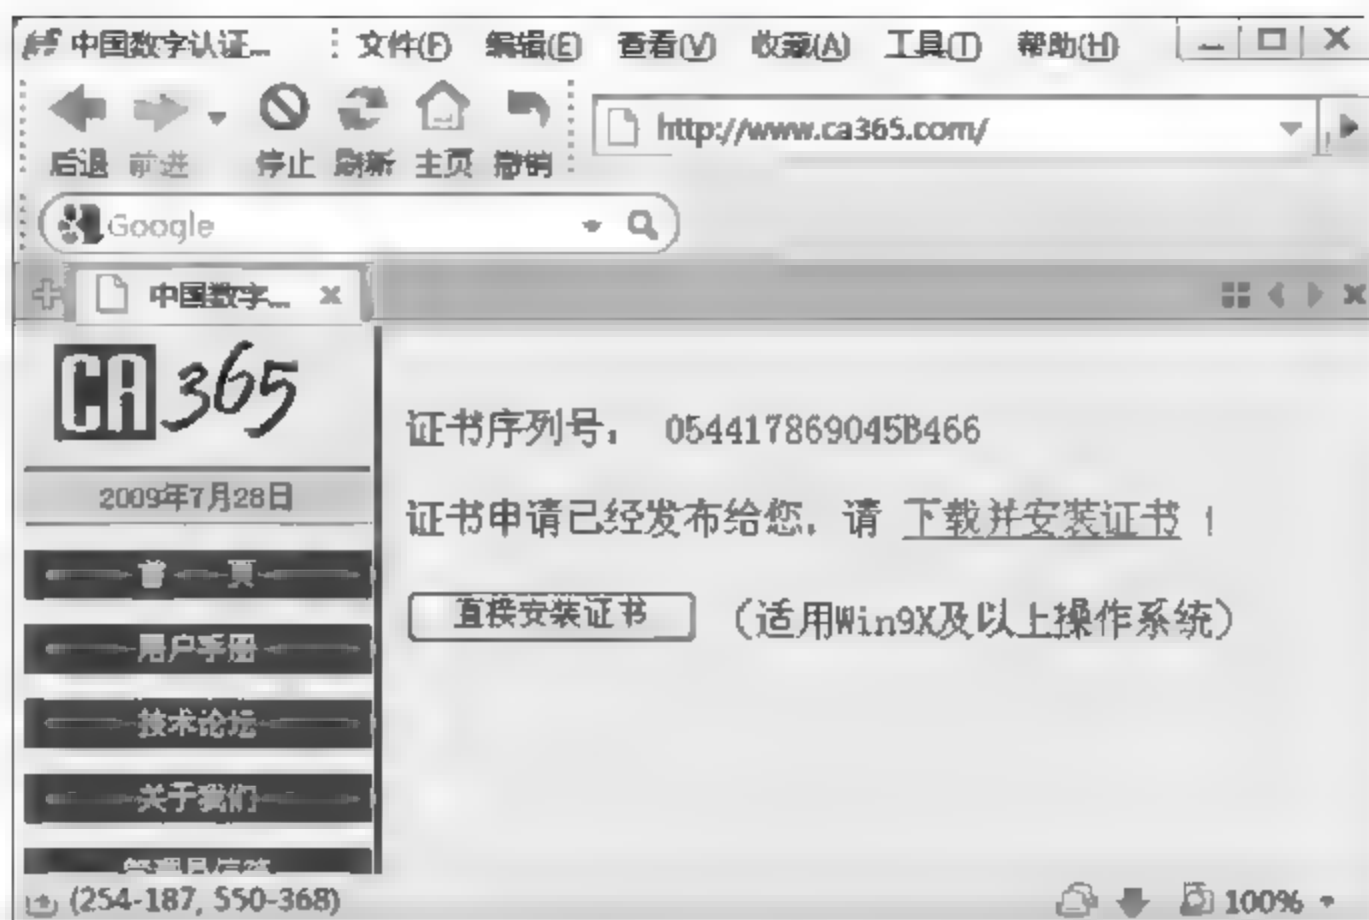 中国数字认证... 文件(F) 编辑(E) 查看(V) 收藏(A) 工具(T) 帮助(H)
后退 前进 停止 刷新 主页 撤销
http://www.ca365.com/
Google
中国数字...
CA365
2009年7月28日
首 页
用户手册
技术论坛
关于我们
管理员信箱
证书序列号: 054417869045B466
证书申请已经发布给您,请 下载并安装证书 !
直接安装证书 (适用Win9X及以上操作系统)
(254-187, 550-368)
100%